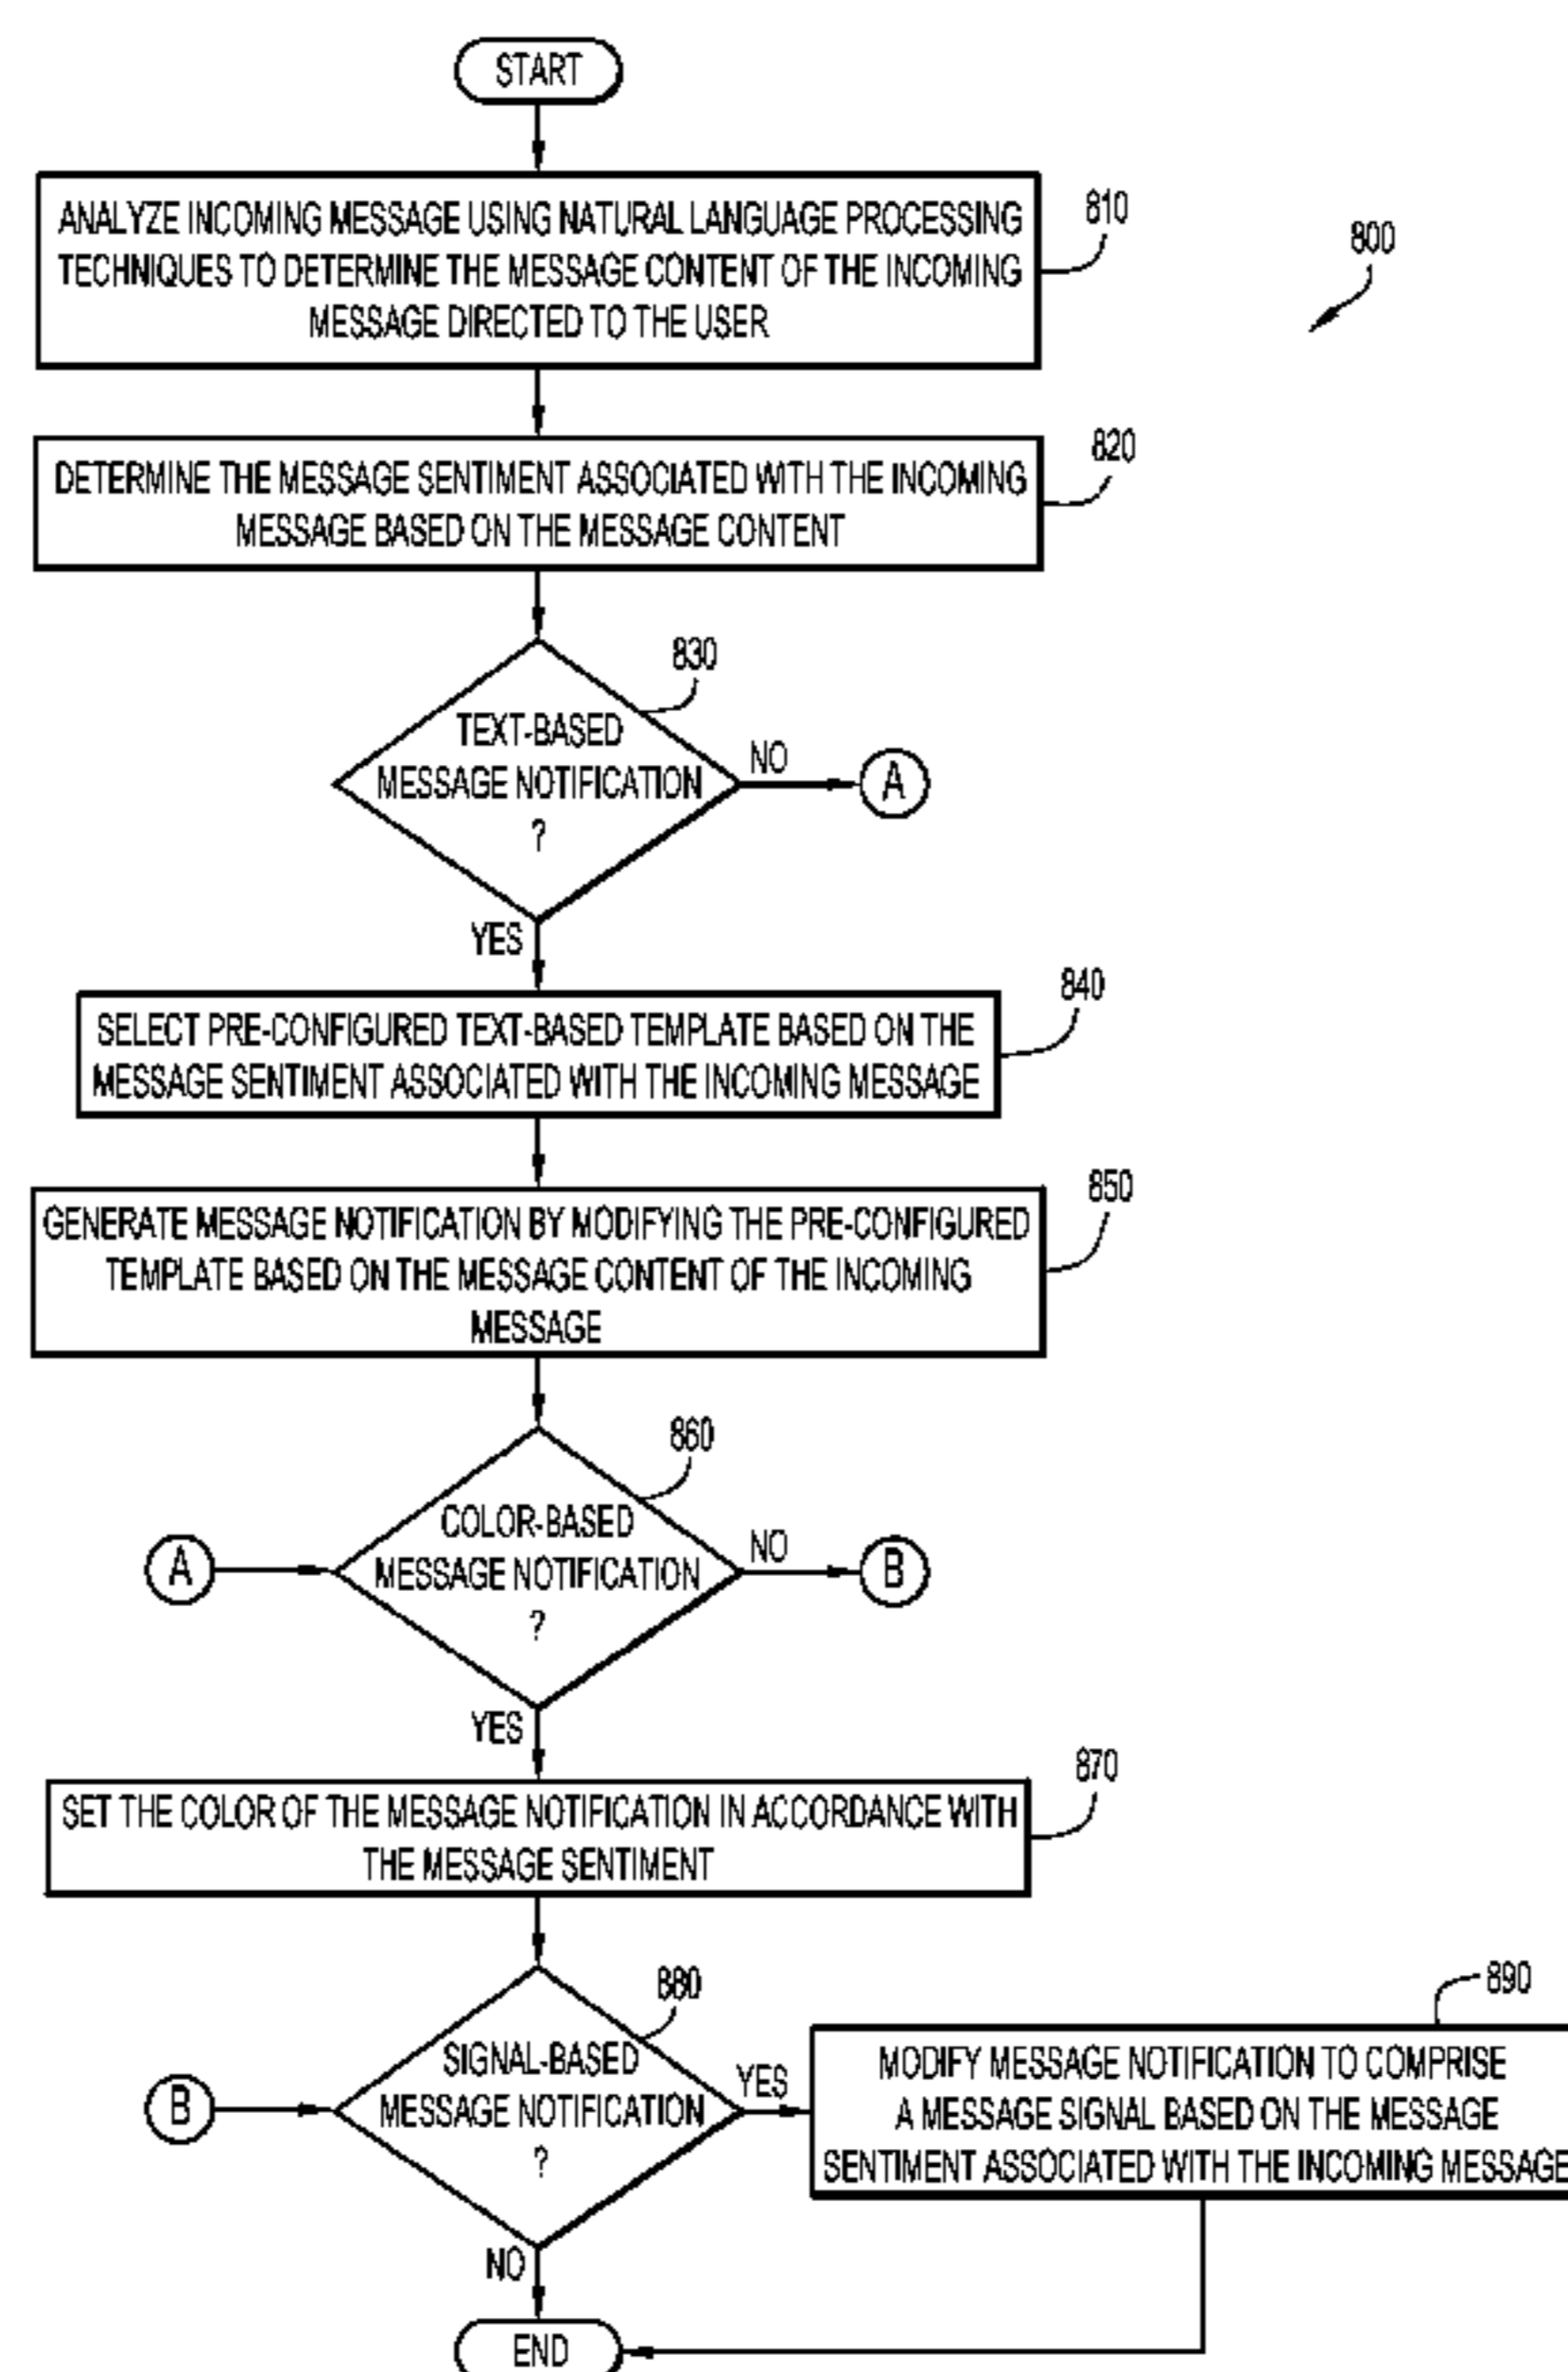 START
ANALYZE INCOMING MESSAGE USING NATURAL LANGUAGE PROCESSING
TECHNIQUES TO DETERMINE THE MESSAGE CONTENT OF THE INCOMING
MESSAGE DIRECTED TO THE USER
810
800
DETERMINE THE MESSAGE SENTIMENT ASSOCIATED WITH THE INCOMING
MESSAGE BASED ON THE MESSAGE CONTENT
820
830
TEXT-BASED
MESSAGE NOTIFICATION
?
NO
A
YES
840
SELECT PRE-CONFIGURED TEXT-BASED TEMPLATE BASED ON THE
MESSAGE SENTIMENT ASSOCIATED WITH THE INCOMING MESSAGE
850
GENERATE MESSAGE NOTIFICATION BY MODIFYING THE PRE-CONFIGURED
TEMPLATE BASED ON THE MESSAGE CONTENT OF THE INCOMING
MESSAGE
860
A
COLOR-BASED
MESSAGE NOTIFICATION
?
NO
B
YES
870
SET THE COLOR OF THE MESSAGE NOTIFICATION IN ACCORDANCE WITH
THE MESSAGE SENTIMENT
880
B
SIGNAL-BASED
MESSAGE NOTIFICATION
?
YES
890
MODIFY MESSAGE NOTIFICATION TO COMPRISE
A MESSAGE SIGNAL BASED ON THE MESSAGE
SENTIMENT ASSOCIATED WITH THE INCOMING MESSAGE
NO
END